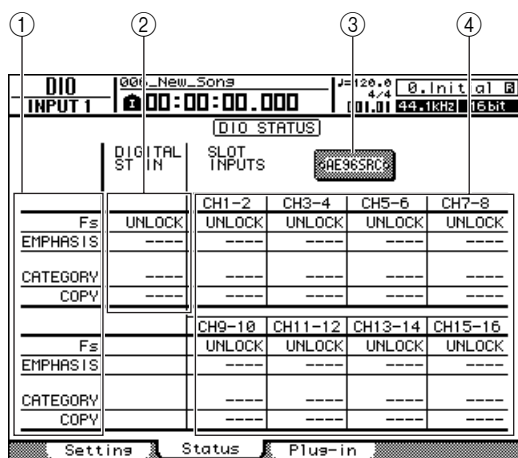 1 2 3 4
DIO 006_New_Song ♩=120.0 4/4 0.Initial
INPUT 1 00:00:00.000 001.01 44.1kHz 16bit
DIO STATUS
DIGITAL ST IN SLOT INPUTS AE96SRC
CH1-2 CH3-4 CH5-6 CH7-8
Fs UNLOCK UNLOCK UNLOCK UNLOCK UNLOCK
EMPHASIS ---- ---- ---- ---- ----
CATEGORY ---- ---- ---- ---- ----
COPY ---- ---- ---- ---- ----
CH9-10 CH11-12 CH13-14 CH15-16
Fs UNLOCK UNLOCK UNLOCK UNLOCK
EMPHASIS ---- ---- ---- ----
CATEGORY ---- ---- ---- ----
COPY ---- ---- ---- ----
Setting Status Plug-in